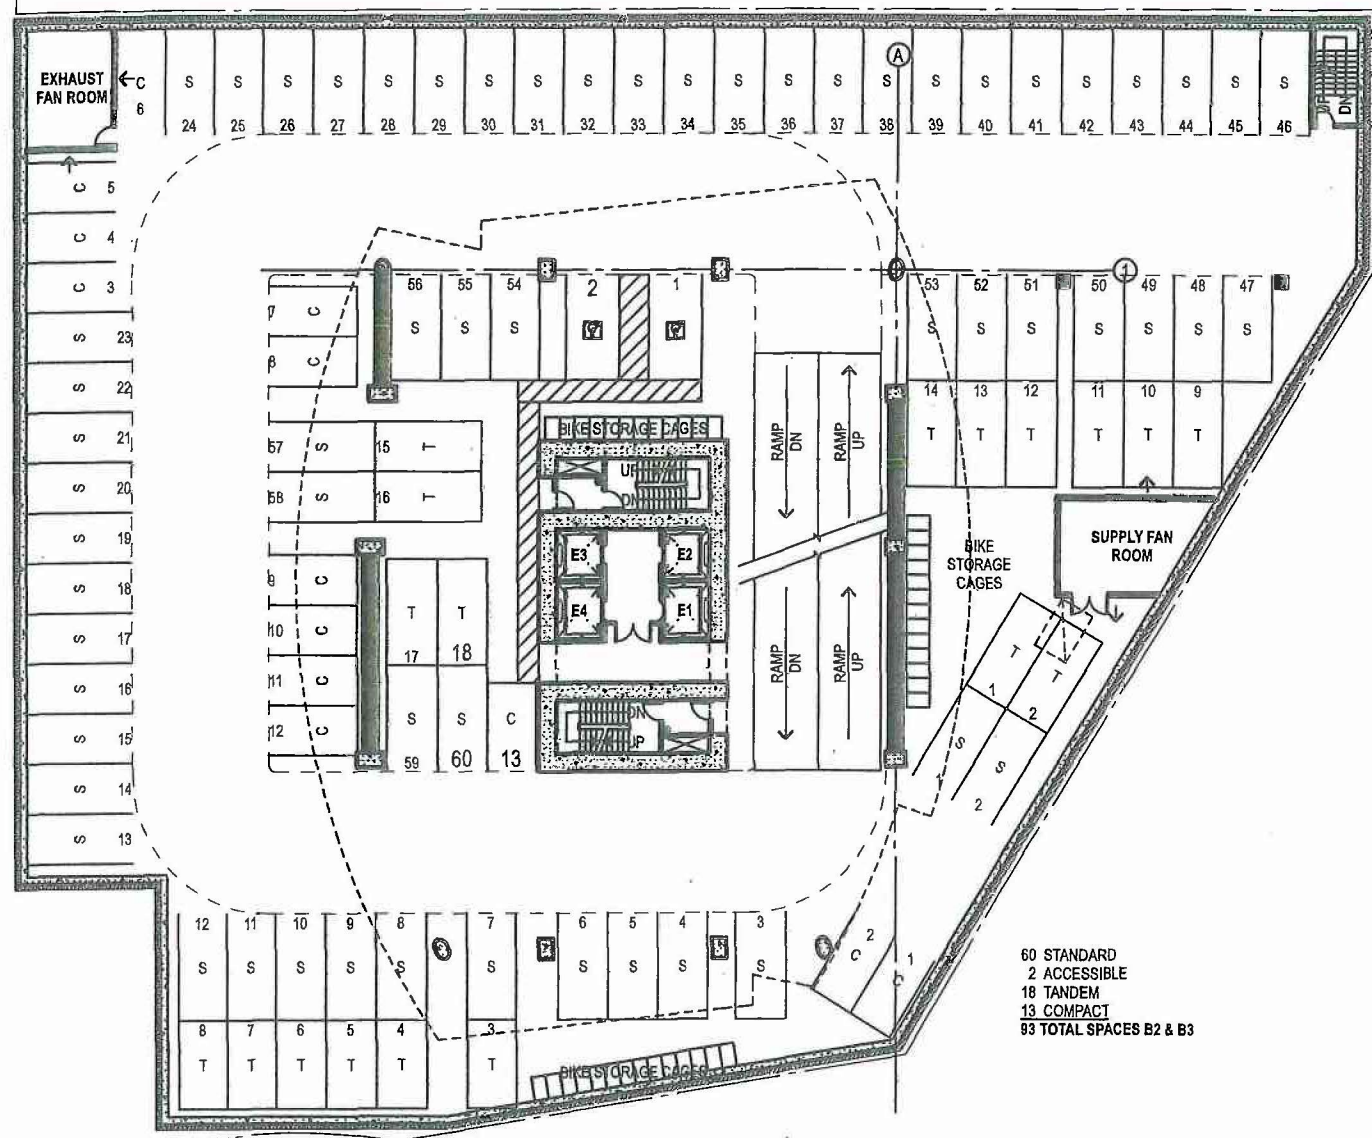 A
EXHAUST
FAN ROOM
C
6
S S S S S S S S S S S S S S S S S S S S S S S
24 25 26 27 28 29 30 31 32 33 34 35 36 37 38 39 40 41 42 43 44 45 46
UP
DN
C 5
C 4
C 3
S 23
S 22
S 21
S 20
S 19
S 18
S 17
S 16
S 15
S 14
S 13
1
56 55 54 2 1
S S S
53 52 51 50 49 48 47
S S S S S S S
14 13 12 11 10 9
T T T T T T
7 C
8 C
57 S 15 T
58 S 16 T
9 C
10 C
11 C
12 C
BIKE STORAGE CAGES
UP
DN
E3 E2
E4 E1
DN
UP
RAMP
DN
RAMP
UP
RAMP
DN
RAMP
UP
T T
17 18
S S C
59 60 13
BIKE
STORAGE
CAGES
SUPPLY FAN
ROOM
T T
1 2
S S
1 2
2 1
C C
12 11 10 9 8 7 6 5 4 3
S S S S S S S S S S
8 7 6 5 4 3
T T T T T T
BIKE STORAGE CAGES
60 STANDARD
2 ACCESSIBLE
18 TANDEM
13 COMPACT
93 TOTAL SPACES B2 & B3